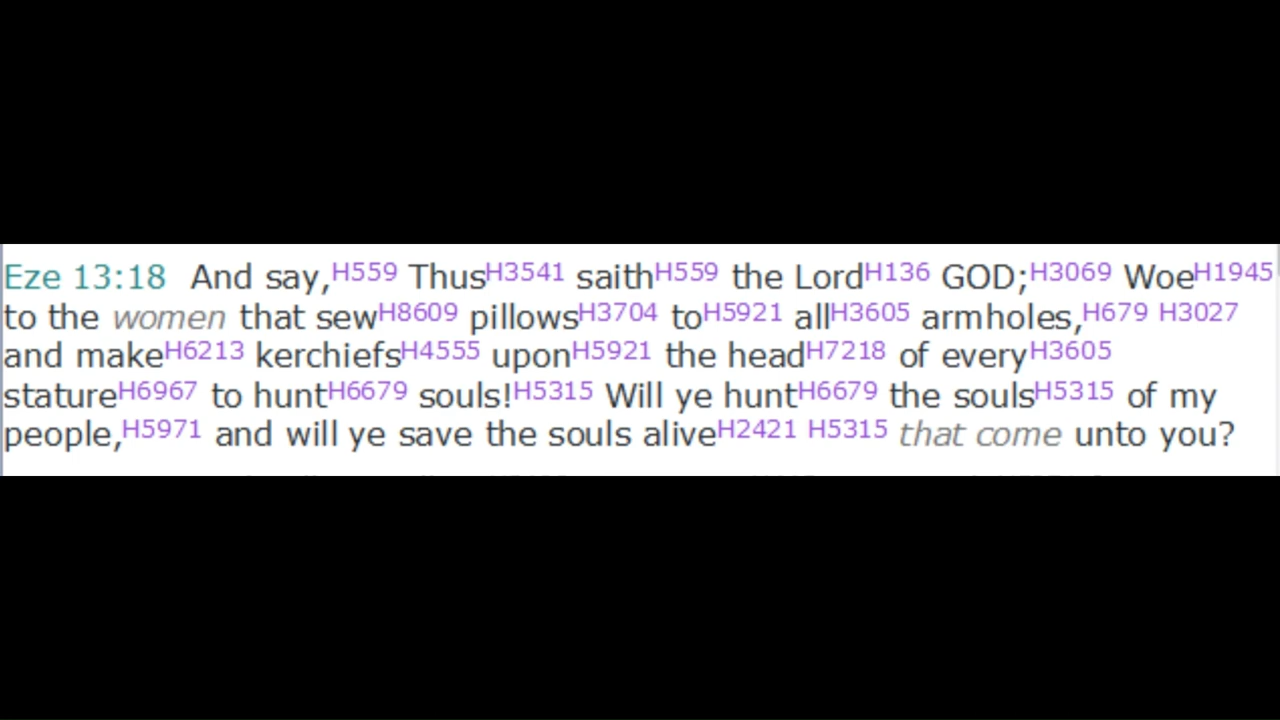 Eze 13:18 And say,H559 ThusH3541 saithH559 the LordH136 GOD;H3069 WoeH1945
to the women that sewH8609 pillowsH3704 toH5921 allH3605 armholes,H679 H3027
and makeH6213 kerchiefsH4555 uponH5921 the headH7218 of everyH3605
statureH6967 to huntH6679 souls!H5315 Will ye huntH6679 the soulsH5315 of my
people,H5971 and will ye save the souls aliveH2421 H5315 that come unto you?